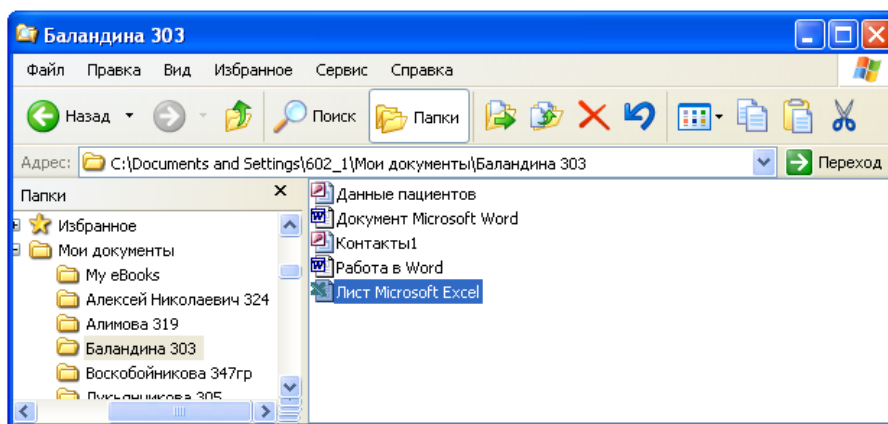 Баландина 303
Файл Правка Вид Избранное Сервис Справка
Назад Поиск Папки
Адрес: C:\Documents and Settings\602_1\Мои документы\Баландина 303 Переход
Папки
Избранное
Мои документы
My eBooks
Алексей Николаевич 324
Алимова 319
Баландина 303
Воскобойникова 347гр
Данные пациентов
Документ Microsoft Word
Контакты1
Работа в Word
Лист Microsoft Excel